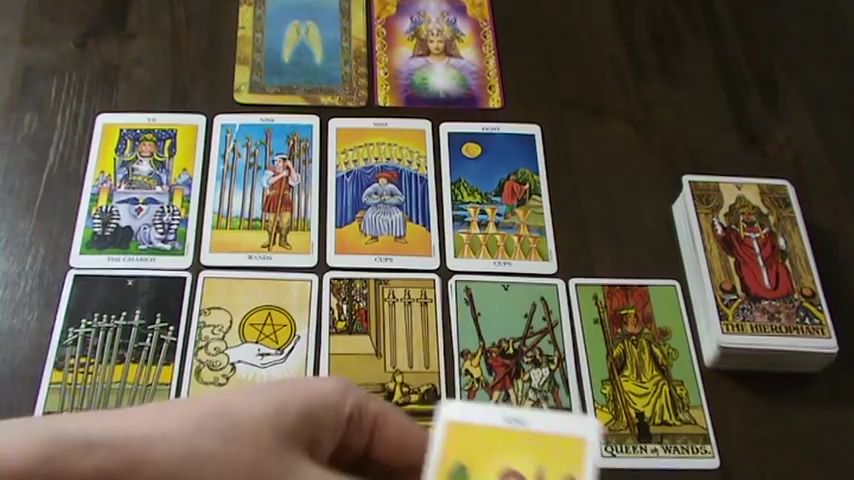 VII
NINE
NINE
EIGHT
THE CHARIOT
WANDS
CUPS
CUPS
V
THE HIEROPHANT
X
V
QUEEN of WANDS.